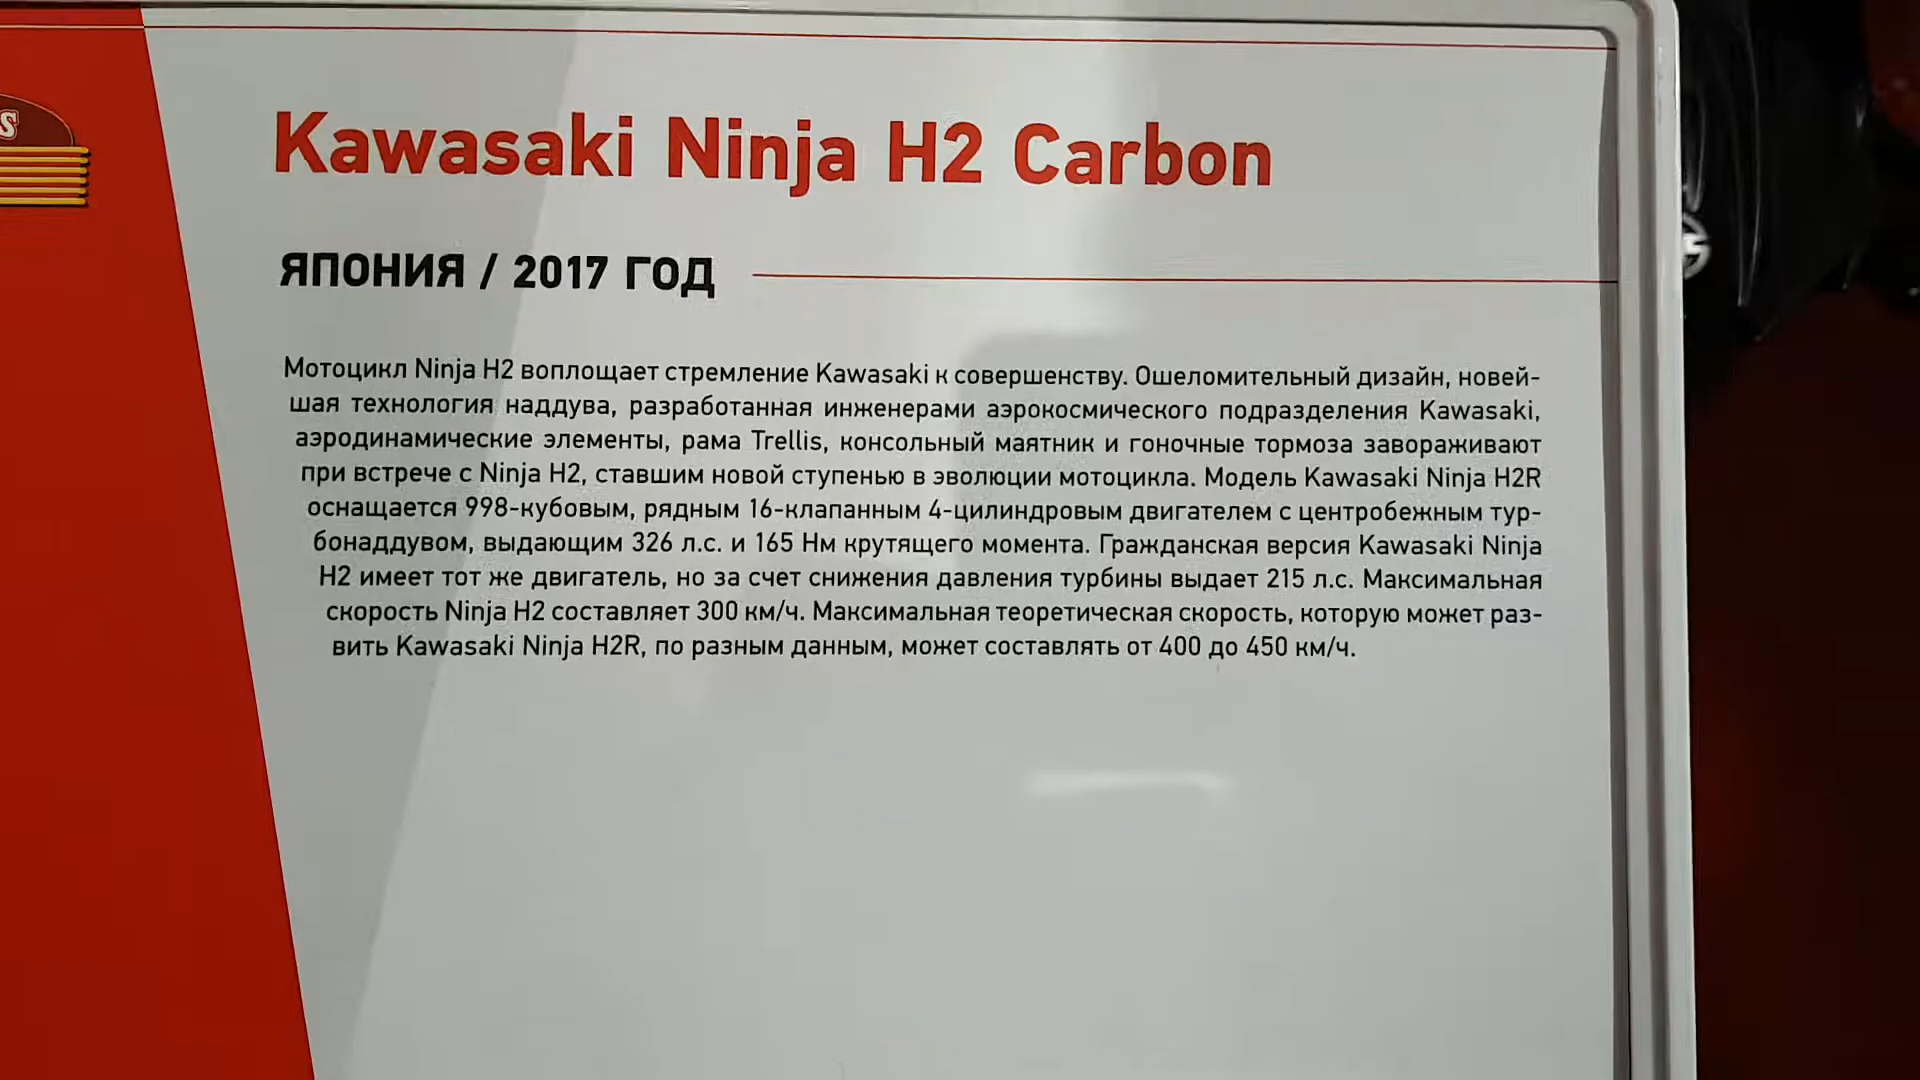 Kawasaki Ninja H2 Carbon
ЯПОНИЯ / 2017 ГОД
Мотоцикл Ninja H2 воплощает стремление Kawasaki к совершенству. Ошеломительный дизайн, новей-
шая технология наддува, разработанная инженерами аэрокосмического подразделения Kawasaki,
аэродинамические элементы, рама Trellis, консольный маятник и гоночные тормоза завораживают
при встрече с Ninja H2, ставшим новой ступенью в эволюции мотоцикла. Модель Kawasaki Ninja H2R
оснащается 998-кубовым, рядным 16-клапанным 4-цилиндровым двигателем с центробежным тур-
бонаддувом, выдающим 326 л.с. и 165 Нм крутящего момента. Гражданская версия Kawasaki Ninja
H2 имеет тот же двигатель, но за счет снижения давления турбины выдает 215 л.с. Максимальная
скорость Ninja H2 составляет 300 км/ч. Максимальная теоретическая скорость, которую может раз-
вить Kawasaki Ninja H2R, по разным данным, может составлять от 400 до 450 км/ч.